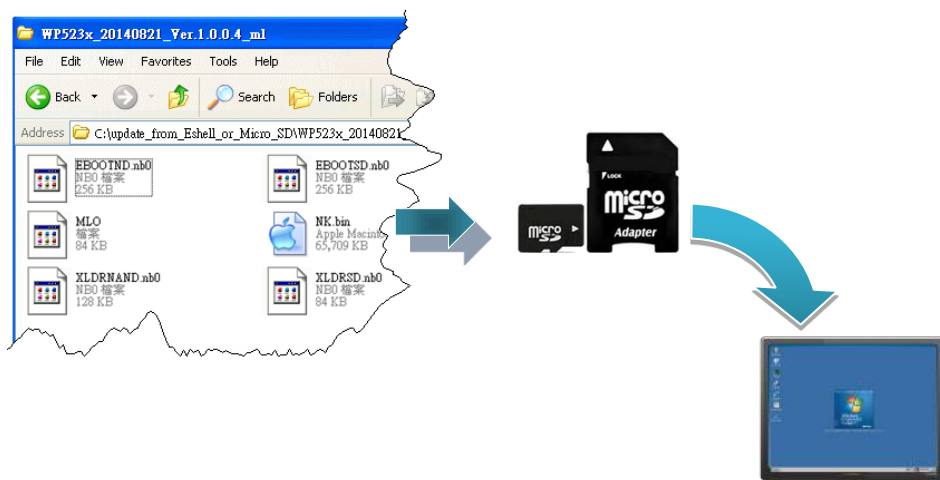 WP523x_20140821_Ver.1.0.0.4_ml
File Edit View Favorites Tools Help
Back Search Folders
Address C:\update_from_Eshell_or_Micro_SD\WP523x_20140821
EBOOTND.nb0
NB0 檔案
256 KB
EBOOTSD.nb0
NB0 檔案
256 KB
MLO
檔案
84 KB
NK.bin
Apple Macint
65,709 KB
XLDRNAND.nb0
NB0 檔案
128 KB
XLDRSD.nb0
NB0 檔案
84 KB
Micro
SD
LOCK
Micro
SD
Adapter